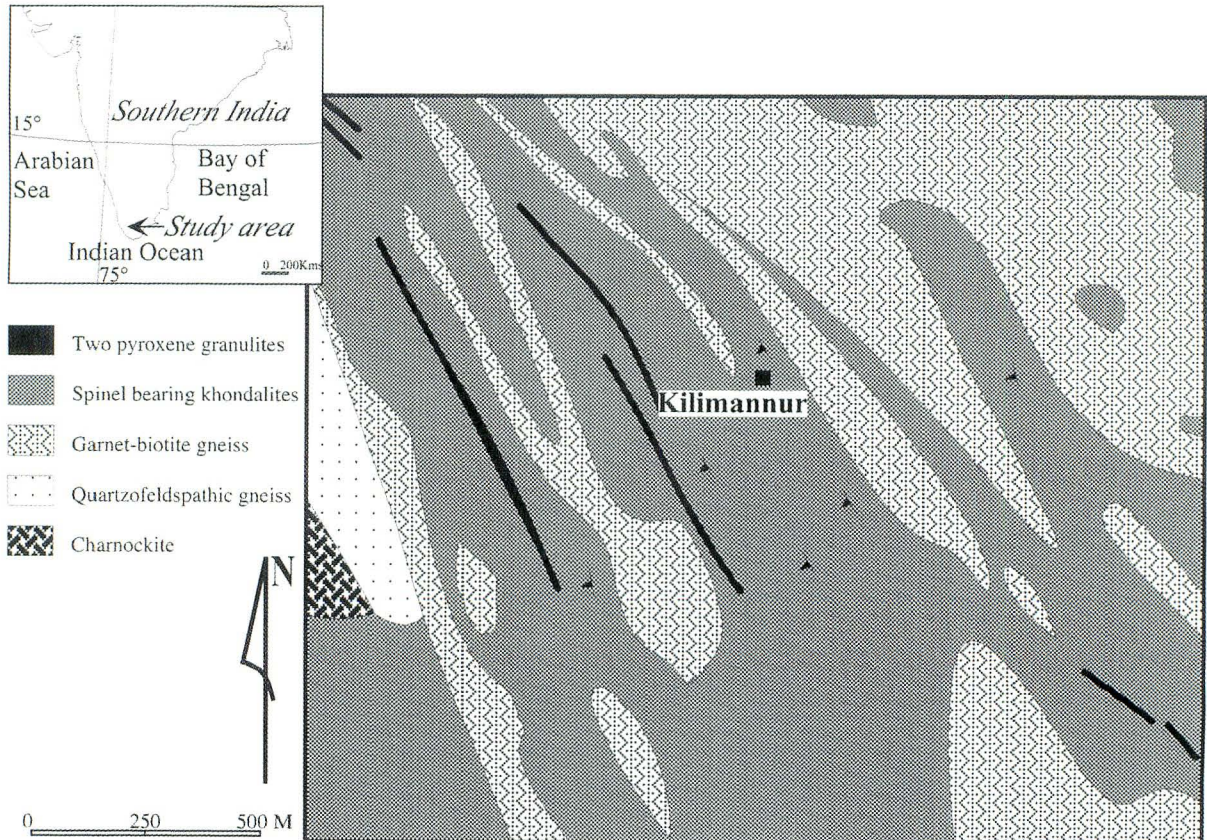 Southern India
15°
Arabian
Sea
Bay of
Bengal
Study area
Indian Ocean
75°
0 200Kms
Two pyroxene granulites
Spinel bearing khondalites
Garnet-biotite gneiss
Quartzofeldspathic gneiss
Charnockite
Kilimannur
N
0 250 500 M